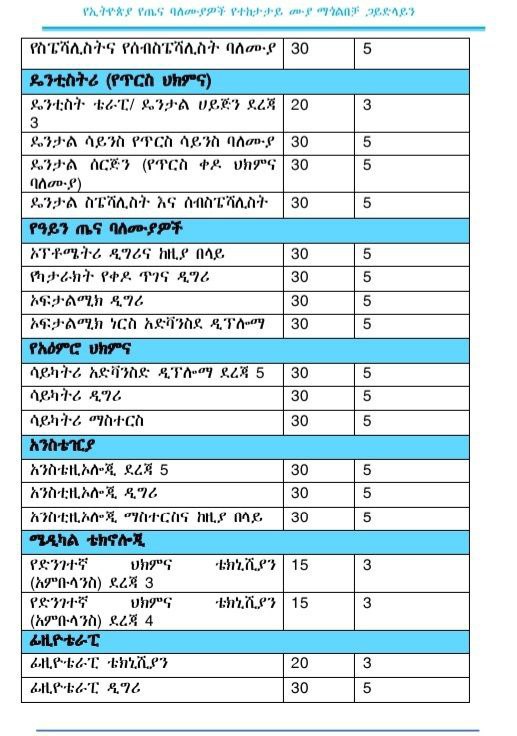 የኢትዮጵያ የጤና ባለሙያዎች የተከታታይ ሙያ ማጎልበቻ ጋይድላይን
የስፔሻሊስትና የሰብስፔሻሊስት ባለሙያ 30 5
ዴንቲስትሪ (የጥርስ ህክምና)
ዴንቲስት ቴራፒ/ ዴንታል ሀይጅን ደረጃ 20 3
3
ዴንታል ሳይንስ የጥርስ ሳይንስ ባለሙያ 30 5
ዴንታል ሰርጅን (የጥርስ ቀዶ ህክምና 30 5
ባለሙያ)
ዴንታል ስፔሻሊስት እና ሰብስፔሻሊስት 30 5
የዓይን ጤና ባለሙያዎች
ኦፕቶሜትሪ ዲግሪና ከዚያ በላይ 30 5
የካታራክት የቀዶ ጥገና ዲግሪ 30 5
ኦፍታልሚክ ዲግሪ 30 5
ኦፍታልሚክ ነርስ አድቫንስደ ዲፕሎማ 30 5
የአዕምሮ ህክምና
ሳይካትሪ አድቫንስድ ዲፕሎማ ደረጃ 5 30 5
ሳይካትሪ ዲግሪ 30 5
ሳይካትሪ ማስተርስ 30 5
አንስቴዢያ
አንስቴዚኦሎጂ ደረጃ 5 30 5
አንስቲዚኦሎጂ ዲግሪ 30 5
አንስቲዚኦሎጂ ማስተርስና ከዚያ በላይ 30 5
ሜዲካል ቴክኖሎጂ
የድንገተኛ ህክምና ቴክኒሺያን 15 3
(አምቡላንስ) ደረጃ 3
የድንገተኛ ህክምና ቴክኒሺያን 15 3
(አምቡላንስ) ደረጃ 4
ፊዚዮቴራፒ
ፊዚዮቴራፒ ቴክኒሺያን 20 3
ፊዚዮቴራፒ ዲግሪ 30 5